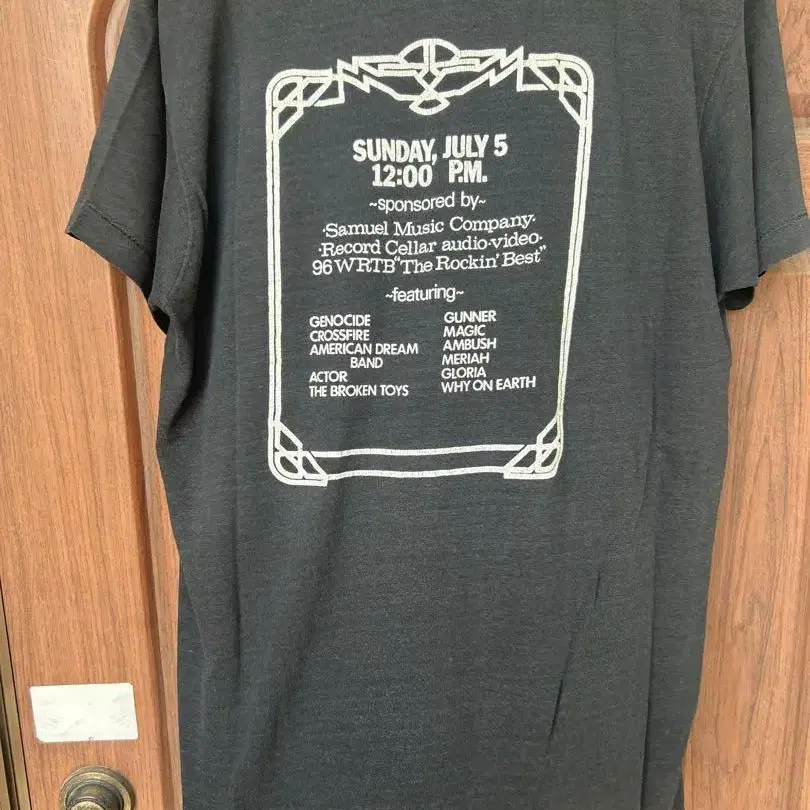 SUNDAY, JULY 5
12:00 P.M.
~sponsored by~
·Samuel Music Company·
·Record Cellar audio·video·
96 WRTB "The Rockin' Best"
~featuring~
GENOCIDE
CROSSFIRE
AMERICAN DREAM
BAND
ACTOR
THE BROKEN TOYS
GUNNER
MAGIC
AMBUSH
MERIAH
GLORIA
WHY ON EARTH